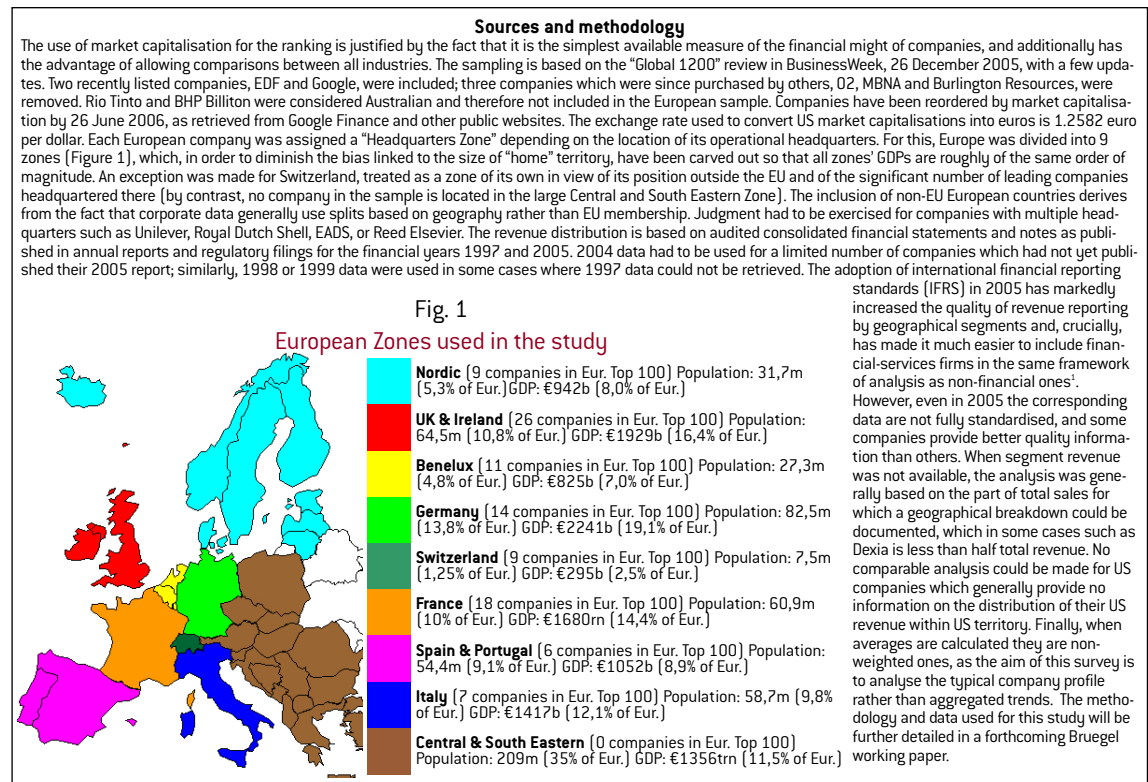 Sources and methodology
The use of market capitalisation for the ranking is justified by the fact that it is the simplest available measure of the financial might of companies, and additionally has
the advantage of allowing comparisons between all industries. The sampling is based on the “Global 1200” review in BusinessWeek, 26 December 2005, with a few upda-
tes. Two recently listed companies, EDF and Google, were included; three companies which were since purchased by others, O2, MBNA and Burlington Resources, were
removed. Rio Tinto and BHP Billiton were considered Australian and therefore not included in the European sample. Companies have been reordered by market capitalisa-
tion by 26 June 2006, as retrieved from Google Finance and other public websites. The exchange rate used to convert US market capitalisations into euros is 1.2582 euro
per dollar. Each European company was assigned a “Headquarters Zone” depending on the location of its operational headquarters. For this, Europe was divided into 9
zones (Figure 1), which, in order to diminish the bias linked to the size of “home” territory, have been carved out so that all zones’ GDPs are roughly of the same order of
magnitude. An exception was made for Switzerland, treated as a zone of its own in view of its position outside the EU and of the significant number of leading companies
headquartered there (by contrast, no company in the sample is located in the large Central and South Eastern Zone). The inclusion of non-EU European countries derives
from the fact that corporate data generally use splits based on geography rather than EU membership. Judgment had to be exercised for companies with multiple head-
quarters such as Unilever, Royal Dutch Shell, EADS, or Reed Elsevier. The revenue distribution is based on audited consolidated financial statements and notes as publi-
shed in annual reports and regulatory filings for the financial years 1997 and 2005. 2004 data had to be used for a limited number of companies which had not yet publi-
shed their 2005 report; similarly, 1998 or 1999 data were used in some cases where 1997 data could not be retrieved. The adoption of international financial reporting
standards (IFRS) in 2005 has markedly
increased the quality of revenue reporting
by geographical segments and, crucially,
has made it much easier to include finan-
cial-services firms in the same framework
of analysis as non-financial ones¹.
However, even in 2005 the corresponding
data are not fully standardised, and some
companies provide better quality informa-
tion than others. When segment revenue
was not available, the analysis was gene-
rally based on the part of total sales for
which a geographical breakdown could be
documented, which in some cases such as
Dexia is less than half total revenue. No
comparable analysis could be made for US
companies which generally provide no
information on the distribution of their US
revenue within US territory. Finally, when
averages are calculated they are non-
weighted ones, as the aim of this survey is
to analyse the typical company profile
rather than aggregated trends. The metho-
dology and data used for this study will be
further detailed in a forthcoming Bruegel
working paper.
Fig. 1
European Zones used in the study
Nordic (9 companies in Eur. Top 100) Population: 31,7m
(5,3% of Eur.)GDP: €942b (8,0% of Eur.)
UK & Ireland (26 companies in Eur. Top 100) Population:
64,5m (10,8% of Eur.) GDP: €1929b (16,4% of Eur.)
Benelux (11 companies in Eur. Top 100) Population: 27,3m
(4,8% of Eur.) GDP: €825b (7,0% of Eur.)
Germany (14 companies in Eur. Top 100) Population: 82,5m
(13,8% of Eur.) GDP: €2241b (19,1% of Eur.)
Switzerland (9 companies in Eur. Top 100) Population: 7,5m
(1,25% of Eur.) GDP: €295b (2,5% of Eur.)
France (18 companies in Eur. Top 100) Population: 60,9m
(10% of Eur.) GDP: €1680rn (14,4% of Eur.)
Spain & Portugal (6 companies in Eur. Top 100) Population:
54,4m (9,1% of Eur.) GDP: €1052b (8,9% of Eur.)
Italy (7 companies in Eur. Top 100) Population: 58,7m (9,8%
of Eur.) GDP: €1417b (12,1% of Eur.)
Central & South Eastern (0 companies in Eur. Top 100)
Population: 209m (35% of Eur.) GDP: €1356trn (11,5% of Eur.)